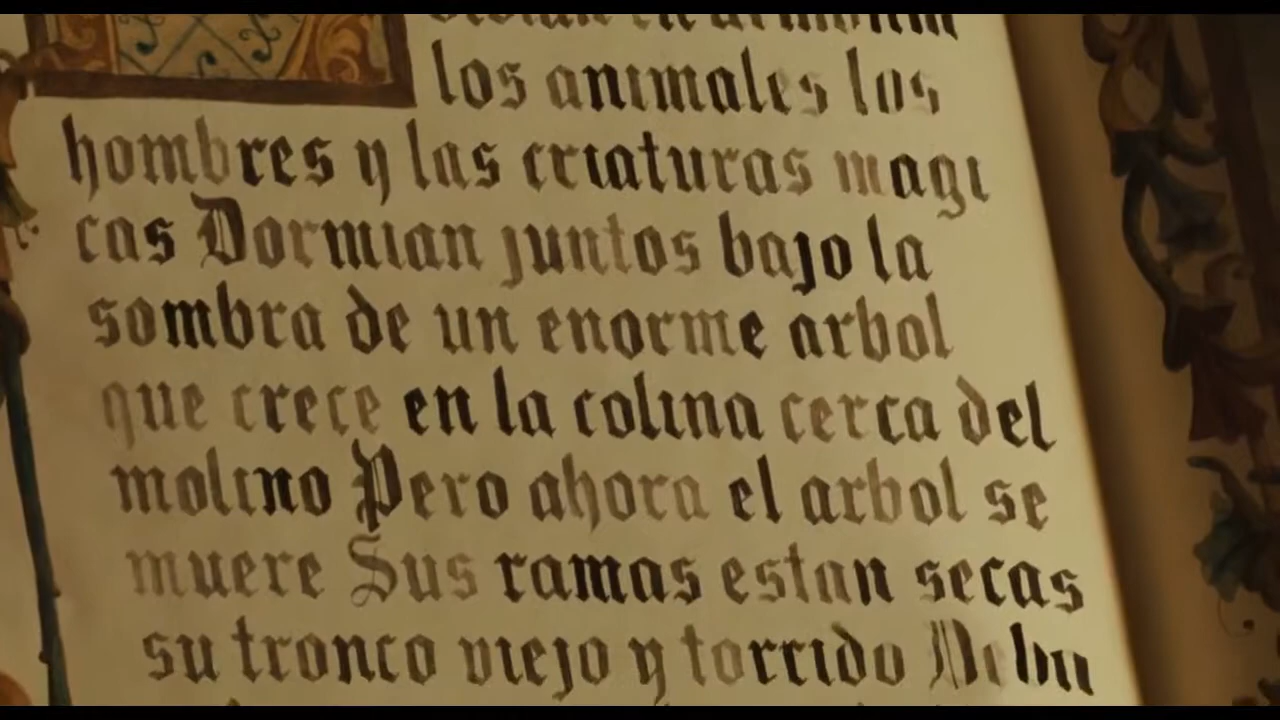 los animales los
hombres y las criaturas magi
cas Dormian juntos bajo la
sombra de un enorme arbol
que crece en la colina cerca del
molino Pero ahora el arbol se
muere Sus ramas estan secas
su tronco viejo y torrido